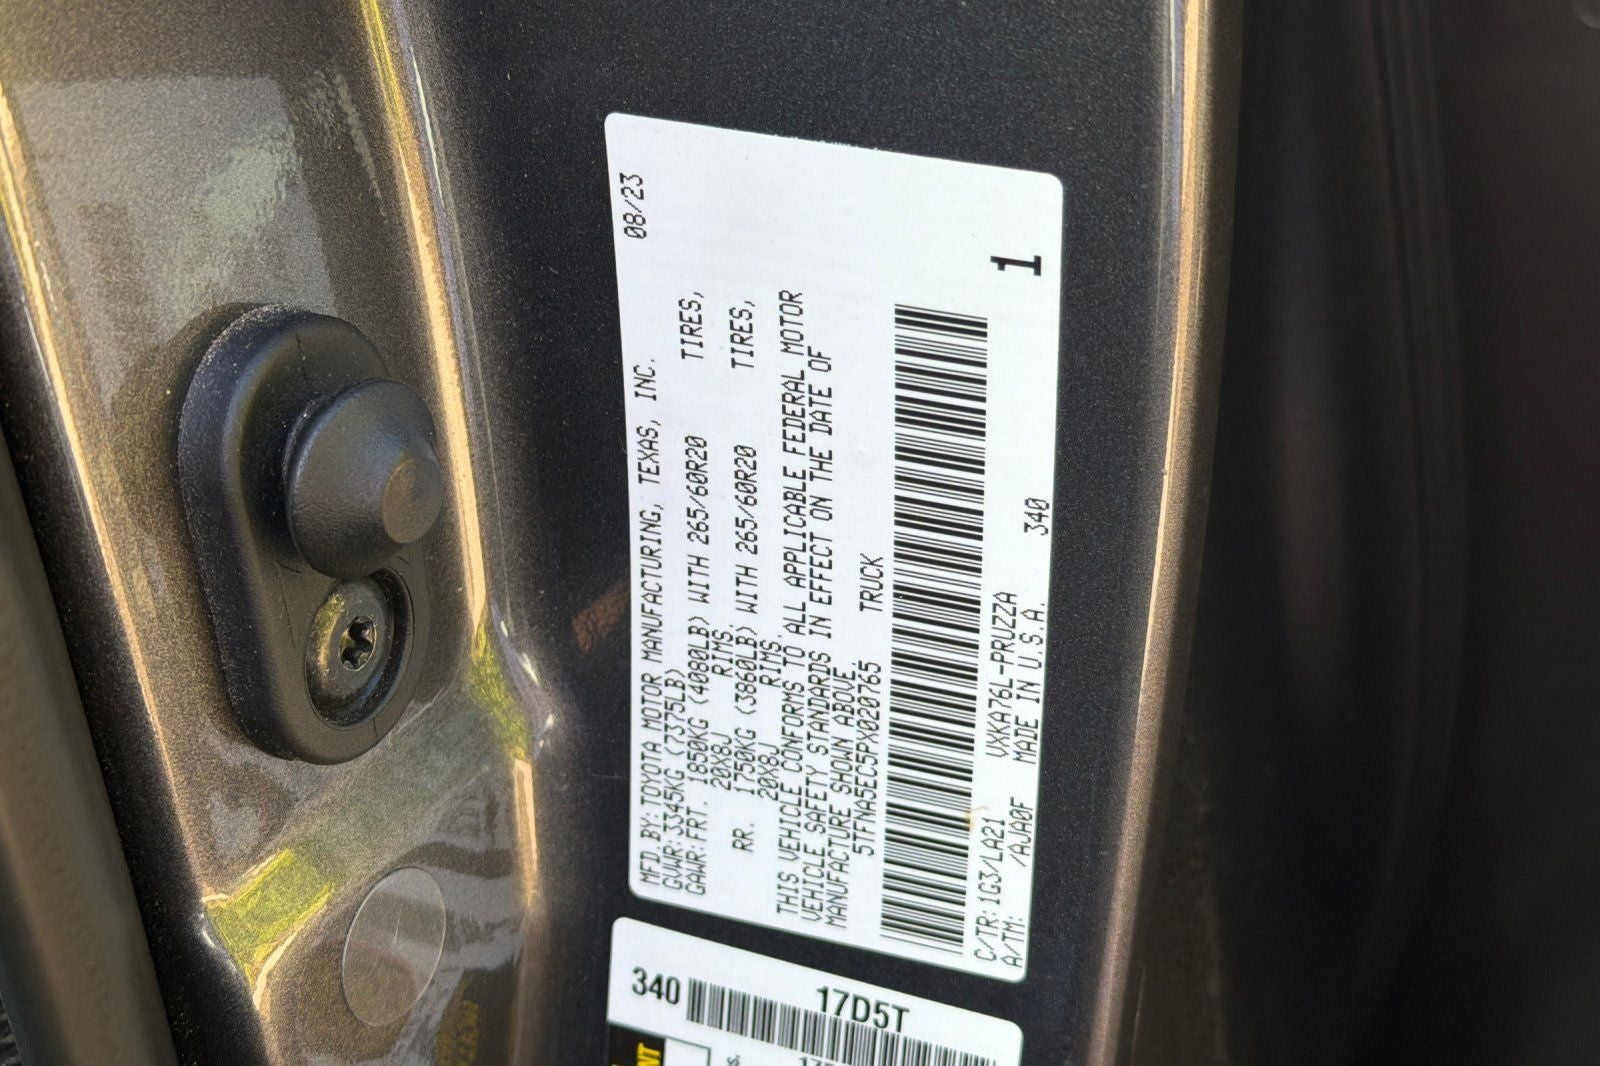 MFD.BY:TOYOTA MOTOR MANUFACTURING, TEXAS, INC. 08/23
GVWR:3345KG (7375LB)
GAWR:FRT. 1850KG (4080LB) WITH 265/60R20 TIRES,
20X8J RIMS,
RR. 1750KG (3860LB) WITH 265/60R20 TIRES,
20X8J RIMS.
THIS VEHICLE CONFORMS TO ALL APPLICABLE FEDERAL MOTOR
VEHICLE SAFETY STANDARDS IN EFFECT ON THE DATE OF
MANUFACTURE SHOWN ABOVE.
5TFNA5EC5PX020765 TRUCK
1
C/TR:1G3/LA21 VXKA76L-PRUZZA
A/TM: /AJA0F MADE IN U.S.A. 340
340 17D5T